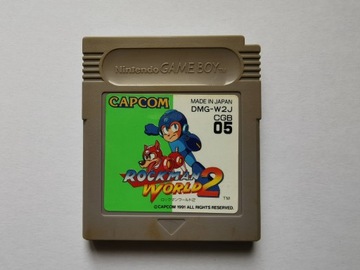 Nintendo GAME BOY TM
CAPCOM
MADE IN JAPAN
DMG-W2J
CGB
05
ROCKMAN
WORLD 2
TM
ロックマンワールド2
©CAPCOM 1991 ALL RIGHTS RESERVED.